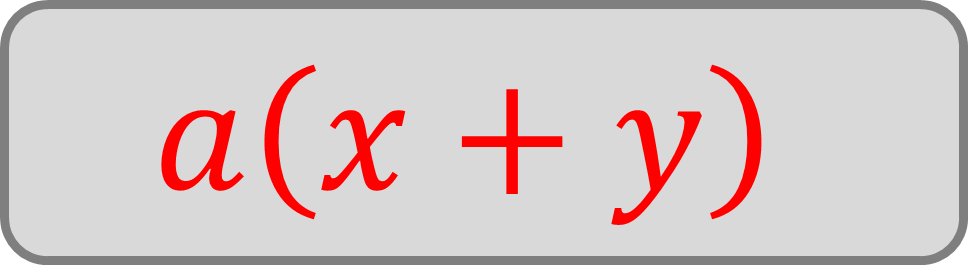 a(x + y)